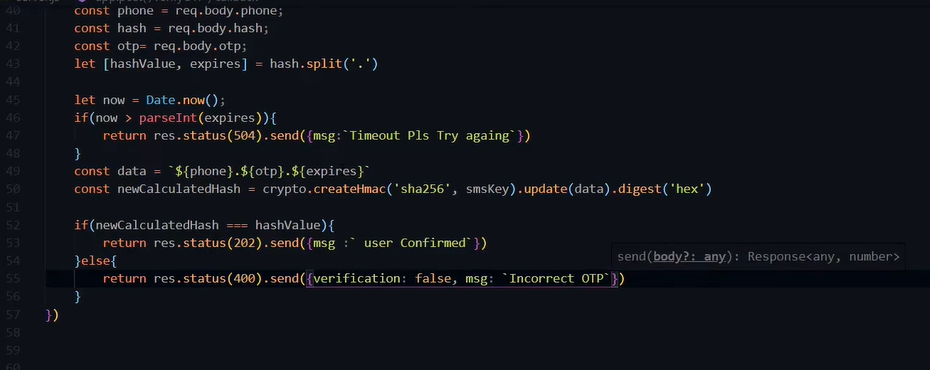 40 const phone = req.body.phone;
41 const hash = req.body.hash;
42 const otp= req.body.otp;
43 let [hashValue, expires] = hash.split('.')
44
45 let now = Date.now();
46 if(now > parseInt(expires)){
47 return res.status(504).send({msg:`Timeout Pls Try againg`})
48 }
49 const data = `${phone}.${otp}.${expires}`
50 const newCalculatedHash = crypto.createHmac('sha256', smsKey).update(data).digest('hex')
51
52 if(newCalculatedHash === hashValue){
53 return res.status(202).send({msg :` user Confirmed`})
54 }else{
send(body?: any): Response<any, number>
55 return res.status(400).send({verification: false, msg: `Incorrect OTP`})
56 }
57 })
58
59
60